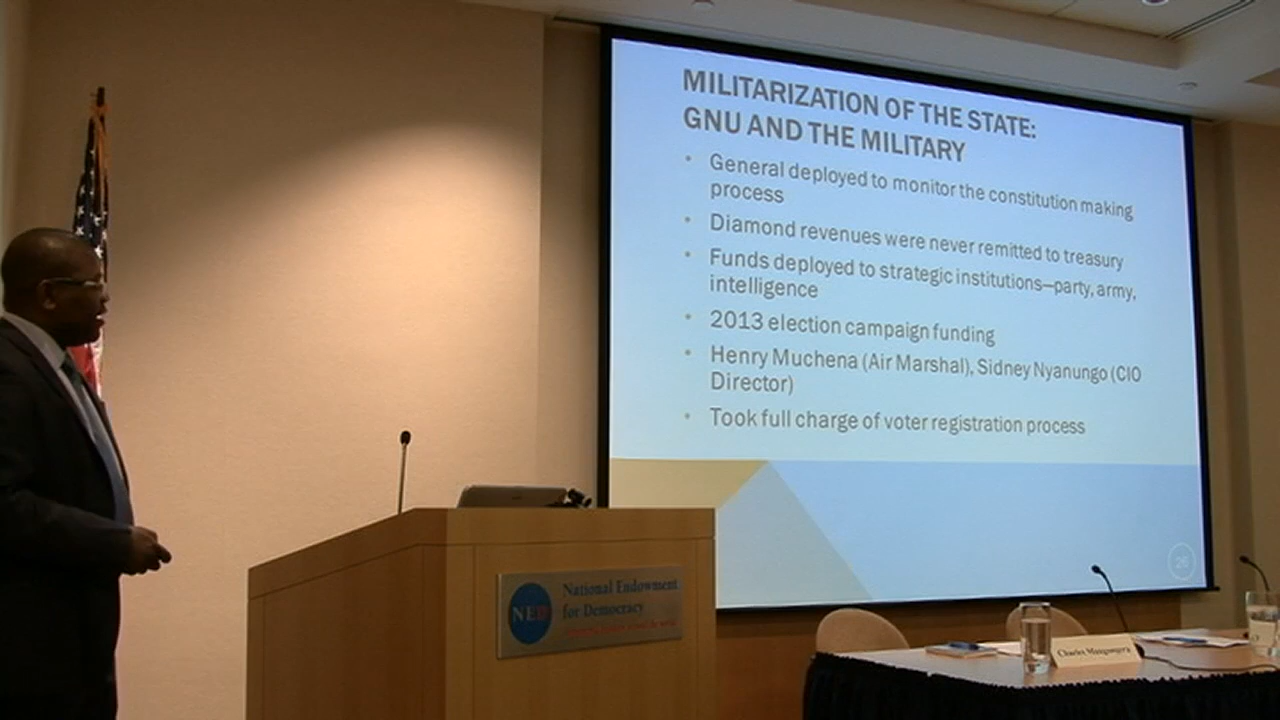 MILITARIZATION OF THE STATE:
GNU AND THE MILITARY
• General deployed to monitor the constitution making
process
• Diamond revenues were never remitted to treasury
• Funds deployed to strategic institutions—party, army,
intelligence
• 2013 election campaign funding
• Henry Muchena (Air Marshal), Sidney Nyanungo (CIO
Director)
• Took full charge of voter registration process
26
NED
National Endowment
for Democracy
Charles Mangongera